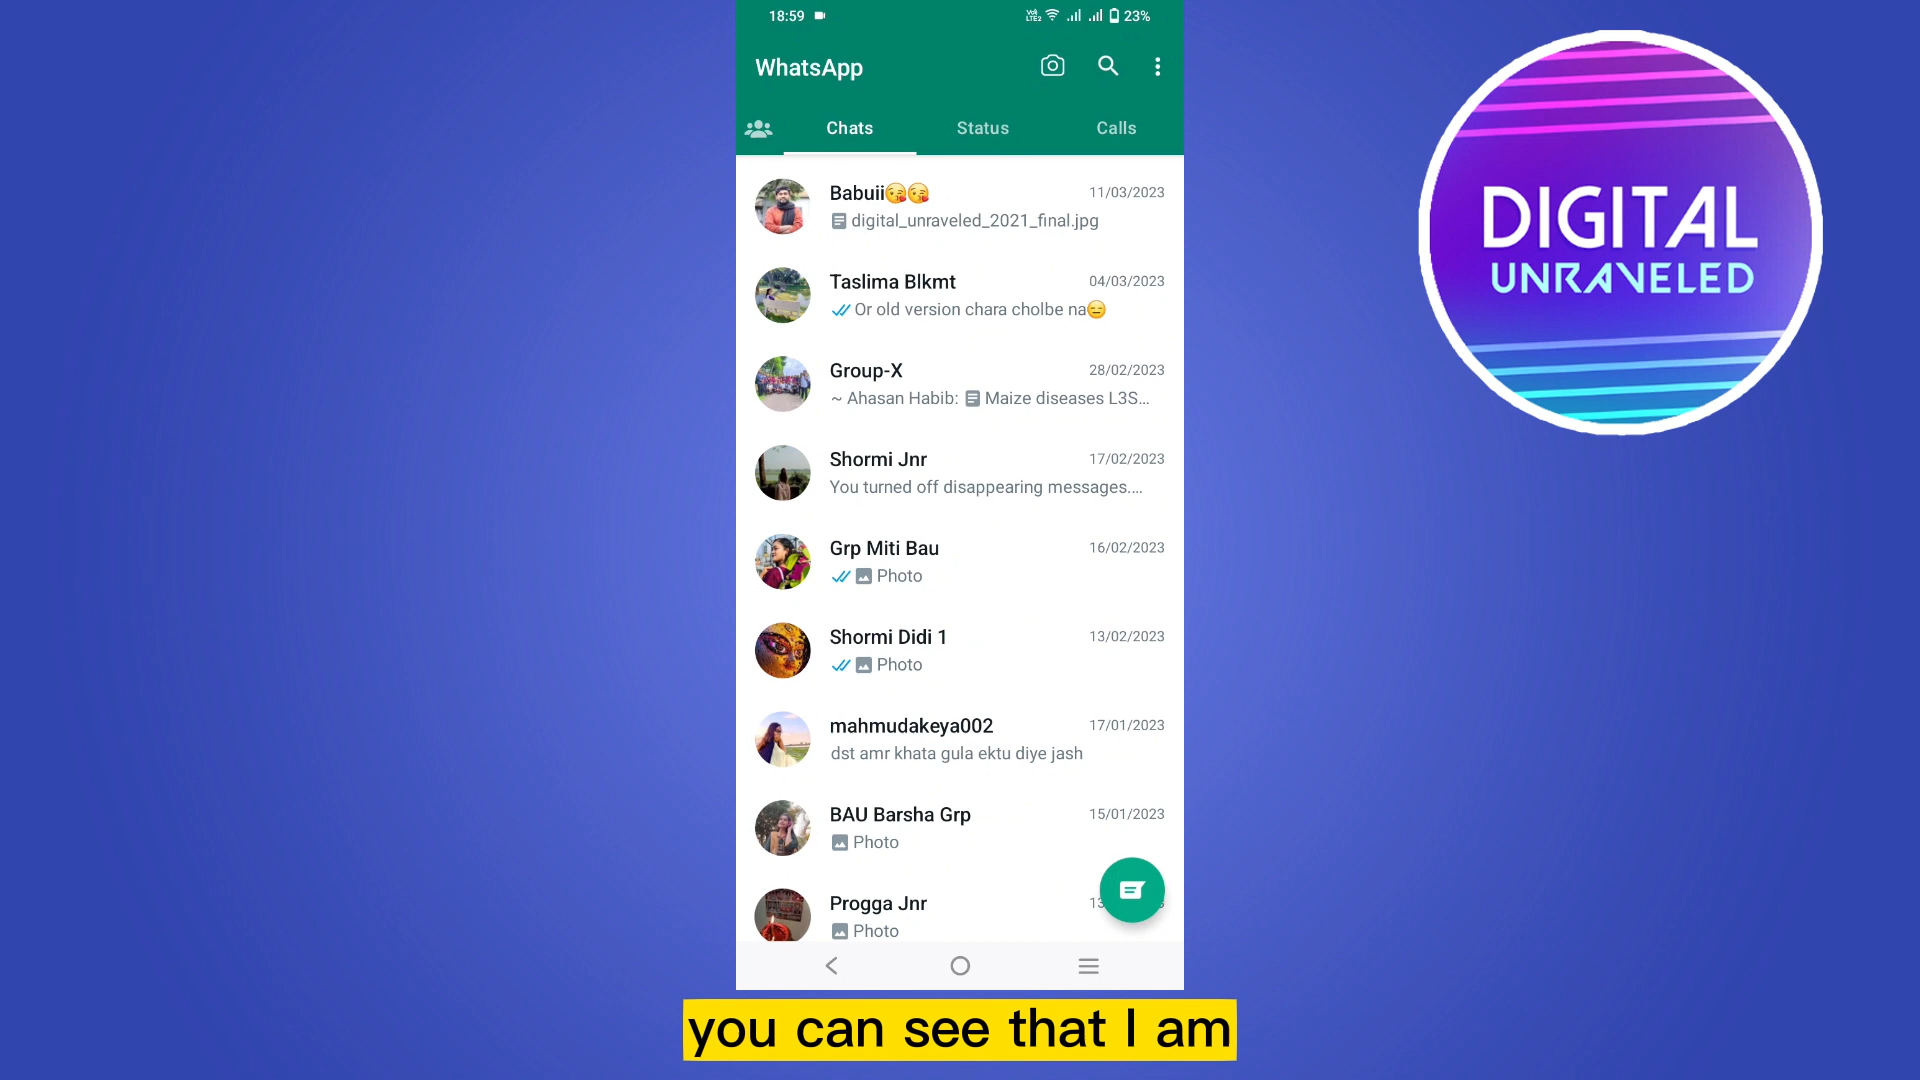 18:59 23%
WhatsApp
Chats Status Calls
Babuii😘😘 11/03/2023
digital_unraveled_2021_final.jpg
Taslima Blkmt 04/03/2023
Or old version chara cholbe na😑
Group-X 28/02/2023
~ Ahasan Habib: Maize diseases L3S...
Shormi Jnr 17/02/2023
You turned off disappearing messages....
Grp Miti Bau 16/02/2023
Photo
Shormi Didi 1 13/02/2023
Photo
mahmudakeya002 17/01/2023
dst amr khata gula ektu diye jash
BAU Barsha Grp 15/01/2023
Photo
Progga Jnr
Photo
DIGITAL
UNRAVELED
you can see that I am